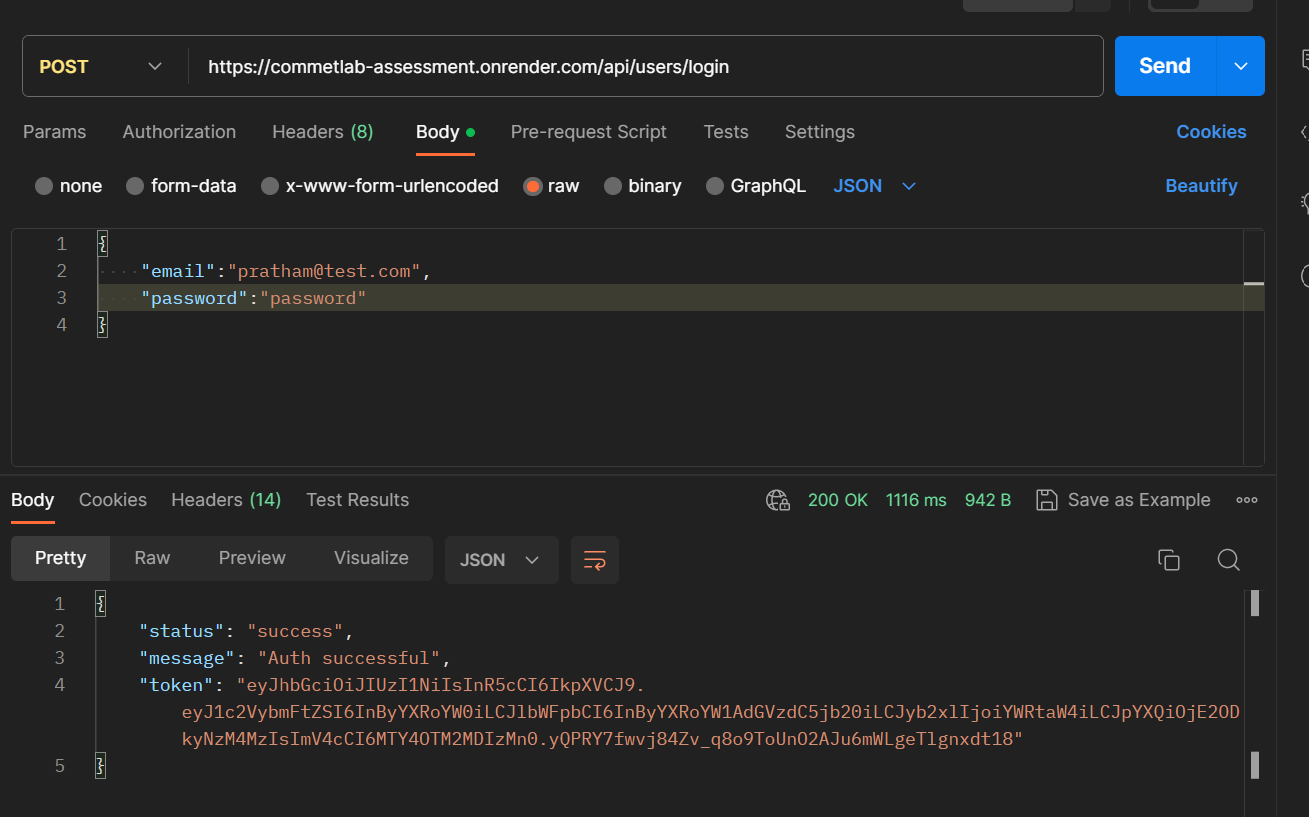 POST
https://commetlab-assessment.onrender.com/api/users/login
Send
Params Authorization Headers (8) Body Pre-request Script Tests Settings Cookies
none form-data x-www-form-urlencoded raw binary GraphQL JSON Beautify
1 {
2 "email":"pratham@test.com",
3 "password":"password"
4 }
Body Cookies Headers (14) Test Results 200 OK 1116 ms 942 B Save as Example
Pretty Raw Preview Visualize JSON
1 {
2 "status": "success",
3 "message": "Auth successful",
4 "token": "eyJhbGciOiJIUzI1NiIsInR5cCI6IkpXVCJ9.
eyJ1c2VybmFtZSI6InByYXRoYW0iLCJlbWFpbCI6InByYXRoYW1AdGVzdC5jb20iLCJyb2xlIjoiYWRtaW4iLCJpYXQiOjE2OD
kyNzM4MzIsImV4cCI6MTY4OTM2MDIzMn0.yQPRY7fwvj84Zv_q8o9ToUnO2AJu6mWLgeTlgnxdt18"
5 }